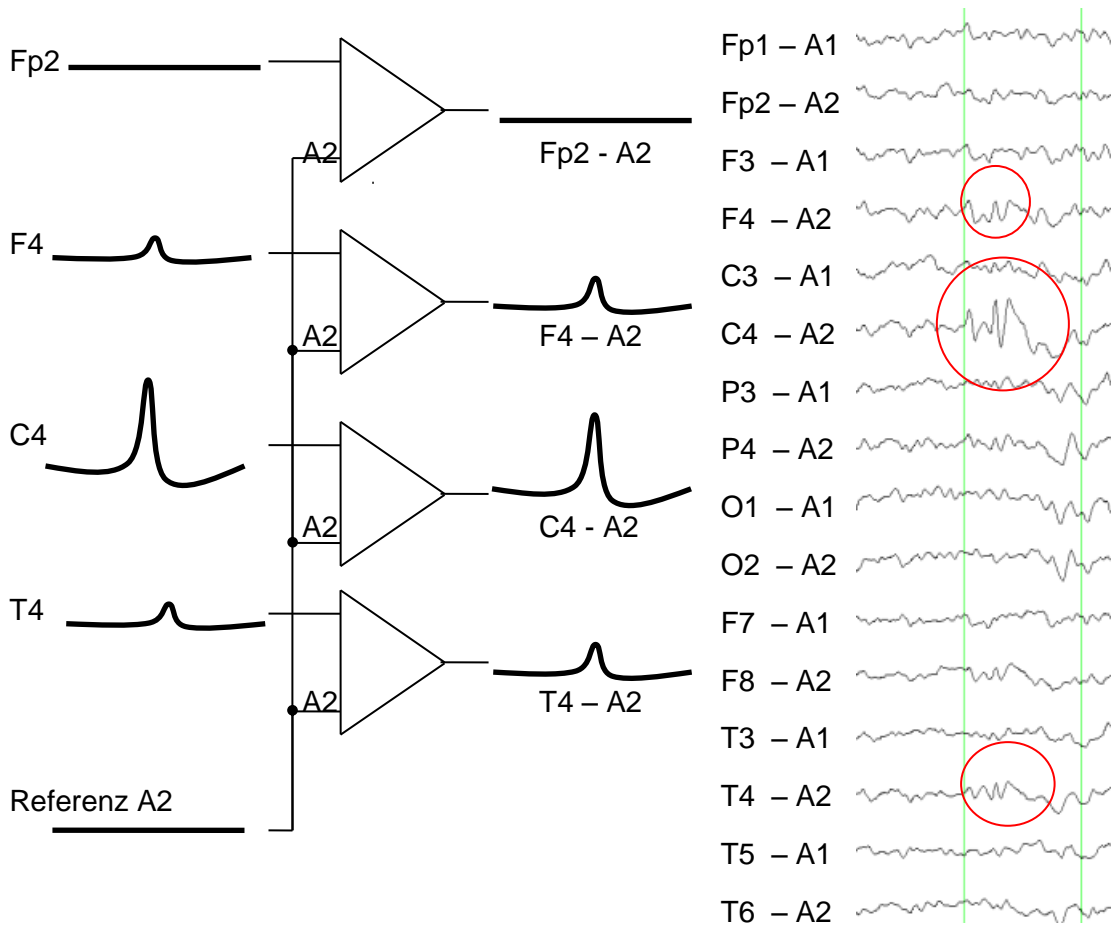 Fp2
A2
Fp2 - A2
F4
A2
F4 – A2
C4
A2
C4 - A2
T4
A2
T4 – A2
Referenz A2
Fp1 – A1
Fp2 – A2
F3 – A1
F4 – A2
C3 – A1
C4 – A2
P3 – A1
P4 – A2
O1 – A1
O2 – A2
F7 – A1
F8 – A2
T3 – A1
T4 – A2
T5 – A1
T6 – A2